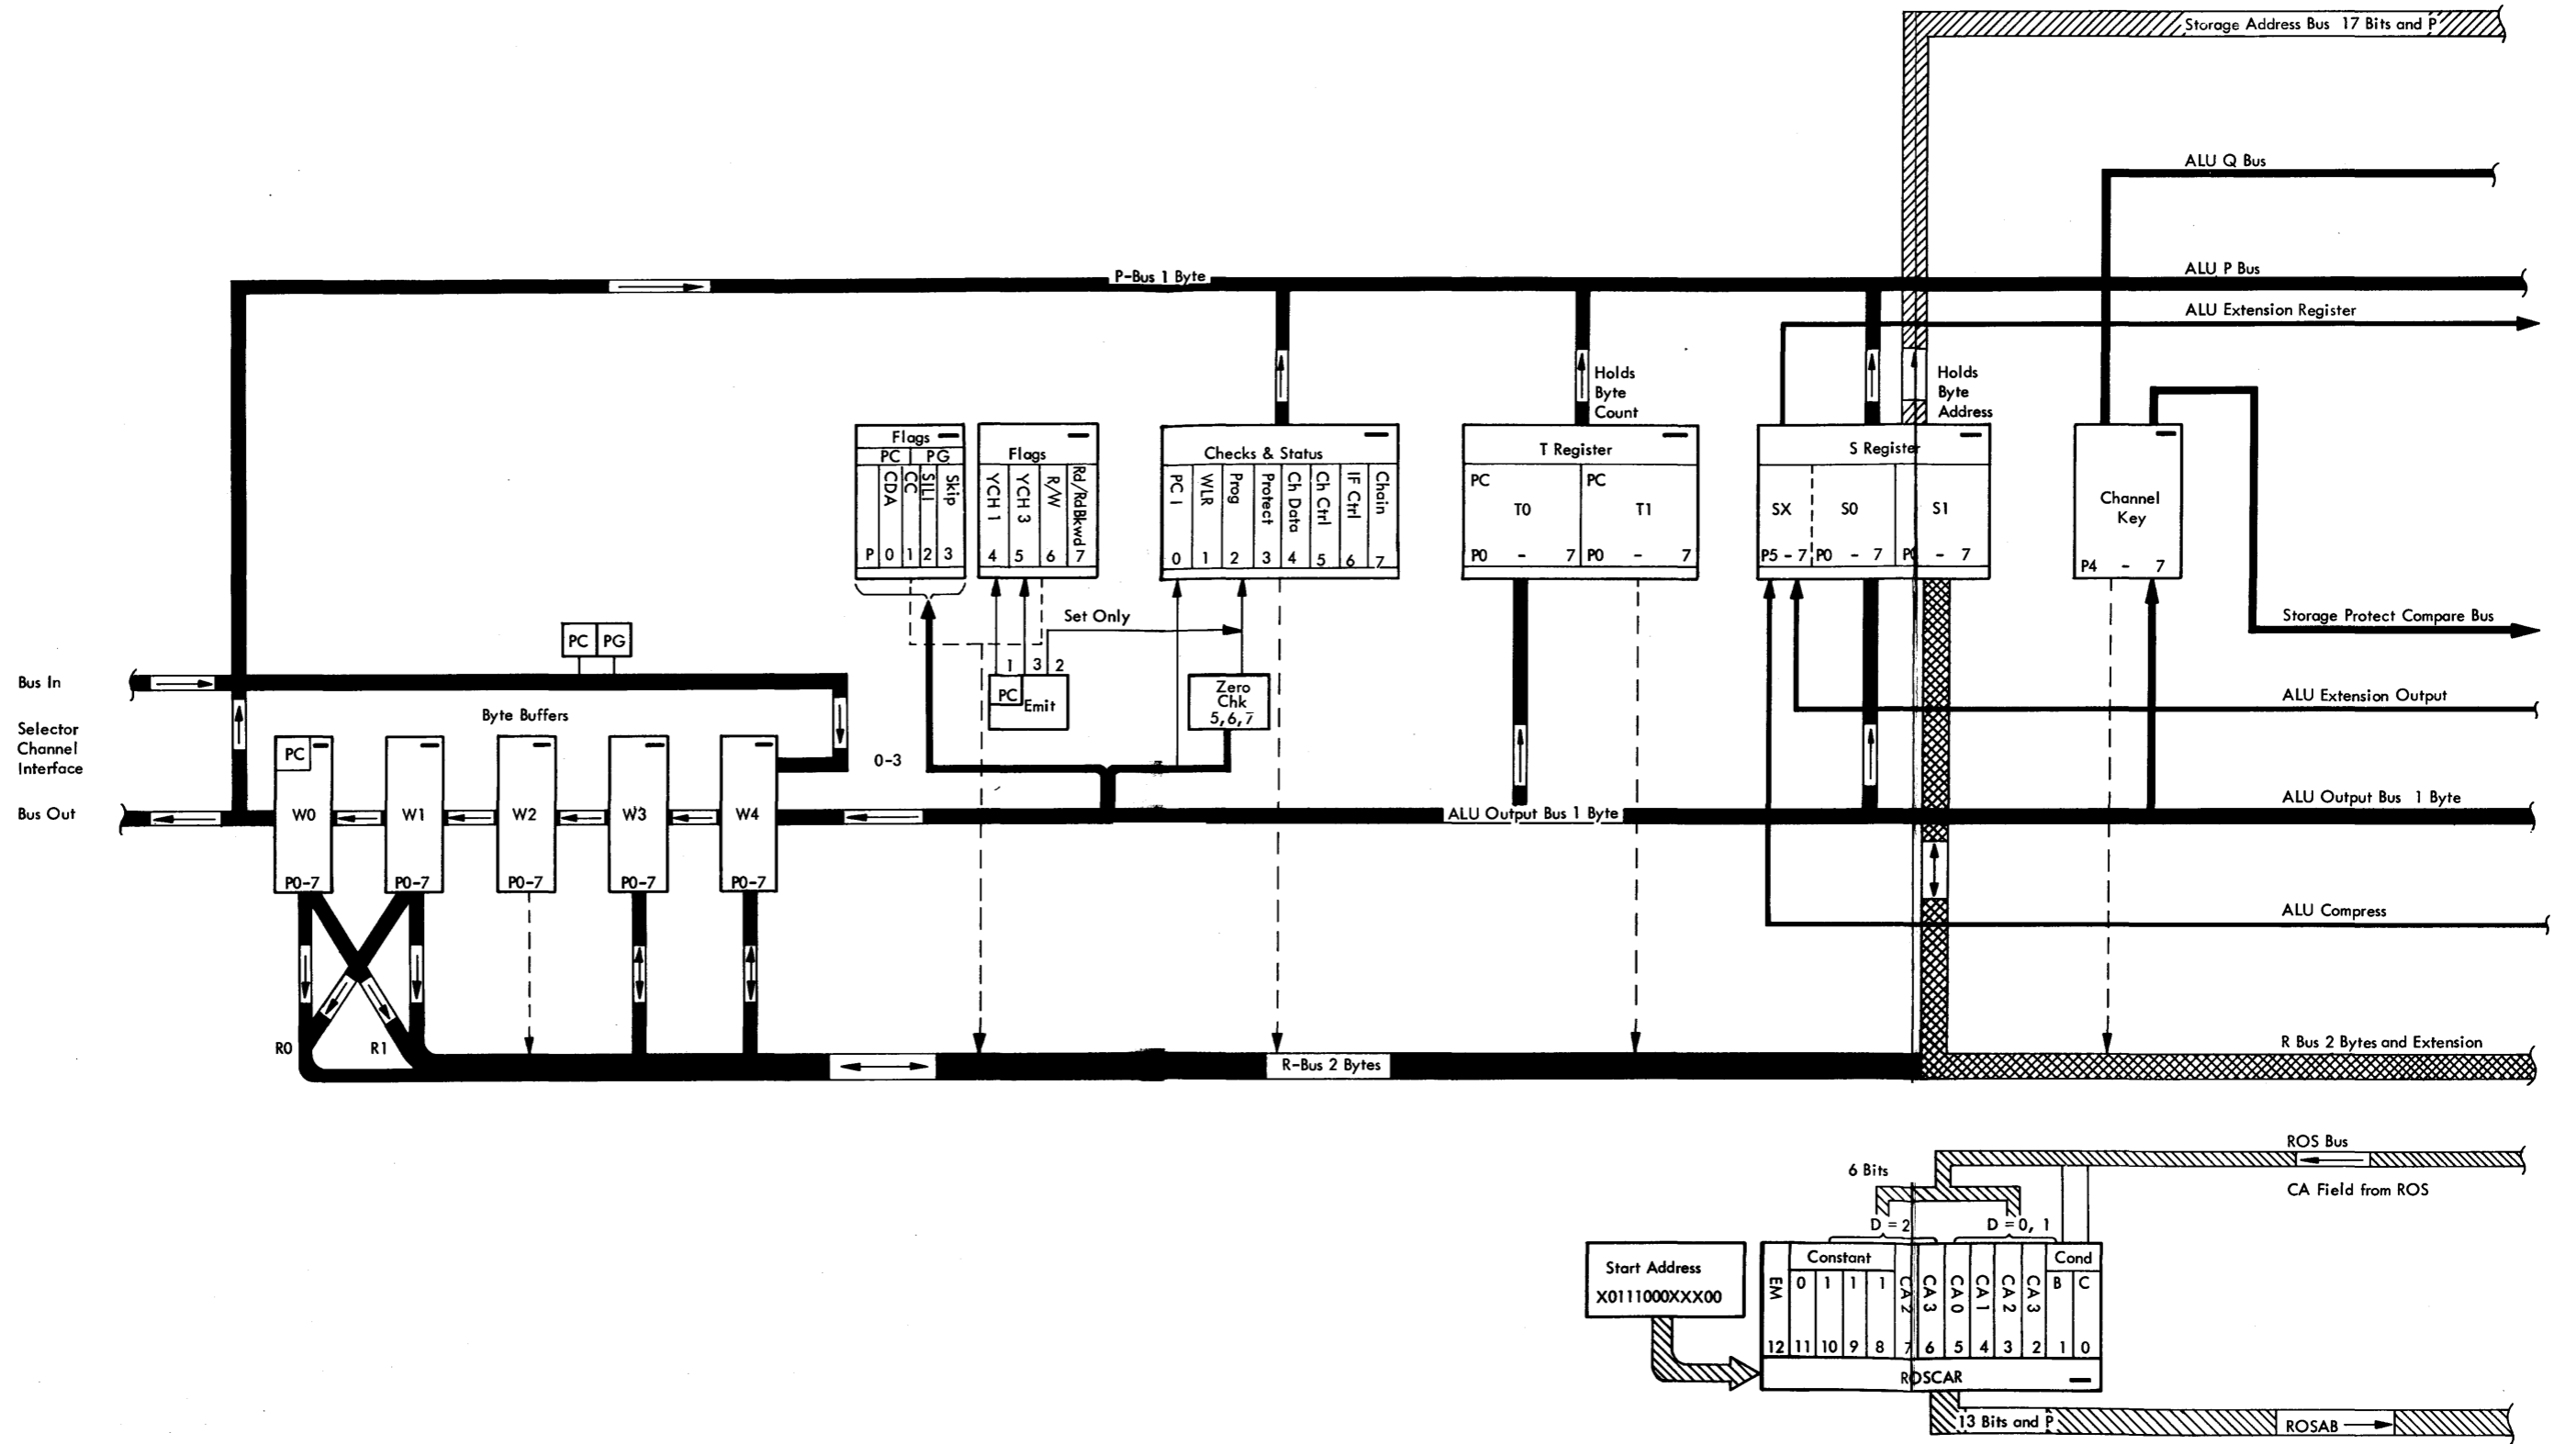 Storage Address Bus 17 Bits and P
ALU Q Bus
P-Bus 1 Byte
ALU P Bus
ALU Extension Register
Holds
Byte
Count
Holds
Byte
Address
Flags
PC PG
P CDA 0 CC 1 SILI 2 Skip 3
Flags
YCH 1 YCH 3 R/W Rd/RdBkwd
4 5 6 7
Checks & Status
PC I WLR Prog Protect Ch Data Ch Ctrl IF Ctrl Chain
0 1 2 3 4 5 6 7
T Register
PC PC
T0 T1
P0 - 7 P0 - 7
S Register
SX S0 S1
P5 - 7 P0 - 7 P0 - 7
Channel
Key
P4 - 7
Set Only
Storage Protect Compare Bus
PC PG
1 3 2
PC Emit
Zero
Chk
5,6,7
Bus In
Selector
Channel
Interface
Bus Out
Byte Buffers
0-3
ALU Extension Output
PC
W0 W1 W2 W3 W4
P0-7 P0-7 P0-7 P0-7 P0-7
ALU Output Bus 1 Byte
ALU Output Bus 1 Byte
ALU Compress
R0 R1
R-Bus 2 Bytes
R Bus 2 Bytes and Extension
ROS Bus
6 Bits
CA Field from ROS
D = 2 D = 0, 1
Start Address
X0111000XXX00
Constant Cond
EM 0 1 1 1 CA 2 CA 3 CA 0 CA 1 CA 2 CA 3 B C
12 11 10 9 8 7 6 5 4 3 2 1 0
ROSCAR
13 Bits and P
ROSAB